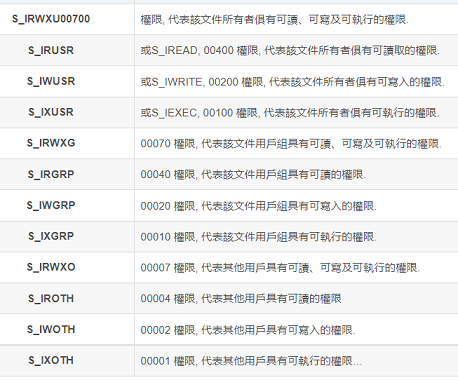 S_IRWXU00700 權限, 代表該文件所有者俱有可讀、可寫及可執行的權限.
S_IRUSR 或S_IREAD, 00400 權限, 代表該文件所有者俱有可讀取的權限.
S_IWUSR 或S_IWRITE, 00200 權限, 代表該文件所有者俱有可寫入的權限.
S_IXUSR 或S_IEXEC, 00100 權限, 代表該文件所有者俱有可執行的權限.
S_IRWXG 00070 權限, 代表該文件用戶組具有可讀、可寫及可執行的權限.
S_IRGRP 00040 權限, 代表該文件用戶組具有可讀的權限.
S_IWGRP 00020 權限, 代表該文件用戶組具有可寫入的權限.
S_IXGRP 00010 權限, 代表該文件用戶組具有可執行的權限.
S_IRWXO 00007 權限, 代表其他用戶具有可讀、可寫及可執行的權限.
S_IROTH 00004 權限, 代表其他用戶具有可讀的權限
S_IWOTH 00002 權限, 代表其他用戶具有可寫入的權限.
S_IXOTH 00001 權限, 代表其他用戶具有可執行的權限...